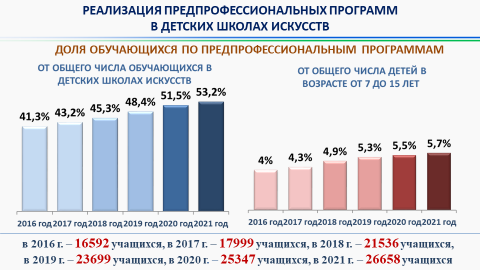 РЕАЛИЗАЦИЯ ПРЕДПРОФЕССИОНАЛЬНЫХ ПРОГРАММ
В ДЕТСКИХ ШКОЛАХ ИСКУССТВ
ДОЛЯ ОБУЧАЮЩИХСЯ ПО ПРЕДПРОФЕССИОНАЛЬНЫМ ПРОГРАММАМ
ОТ ОБЩЕГО ЧИСЛА ОБУЧАЮЩИХСЯ В
ДЕТСКИХ ШКОЛАХ ИСКУССТВ
41,3% 43,2% 45,3% 48,4% 51,5% 53,2%
2016 год 2017 год 2018 год 2019 год 2020 год 2021 год
ОТ ОБЩЕГО ЧИСЛА ДЕТЕЙ В
ВОЗРАСТЕ ОТ 7 ДО 15 ЛЕТ
4% 4,3% 4,9% 5,3% 5,5% 5,7%
2016 год 2017 год 2018 год 2019 год 2020 год 2021 год
в 2016 г. – 16592 учащихся, в 2017 г. – 17999 учащихся, в 2018 г. - 21536 учащихся,
в 2019 г. – 23699 учащихся, в 2020 г. – 25347 учащихся, в 2021 г. – 26658 учащихся